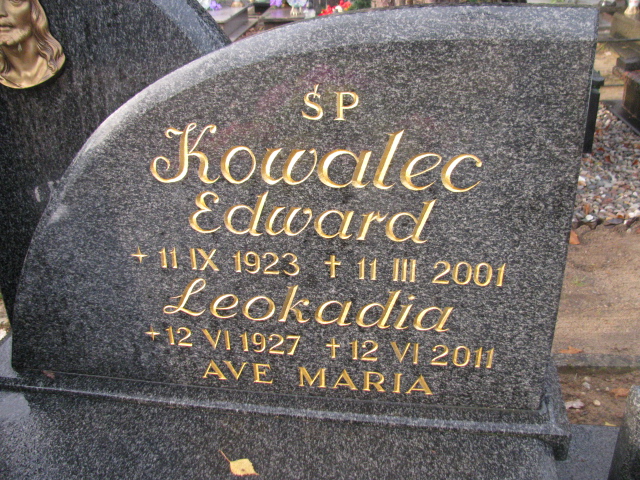 ŚP
Kowalec
Edward
+ 11 IX 1923 † 11 III 2001
Leokadia
+ 12 VI 1927 † 12 VI 2011
AVE MARIA